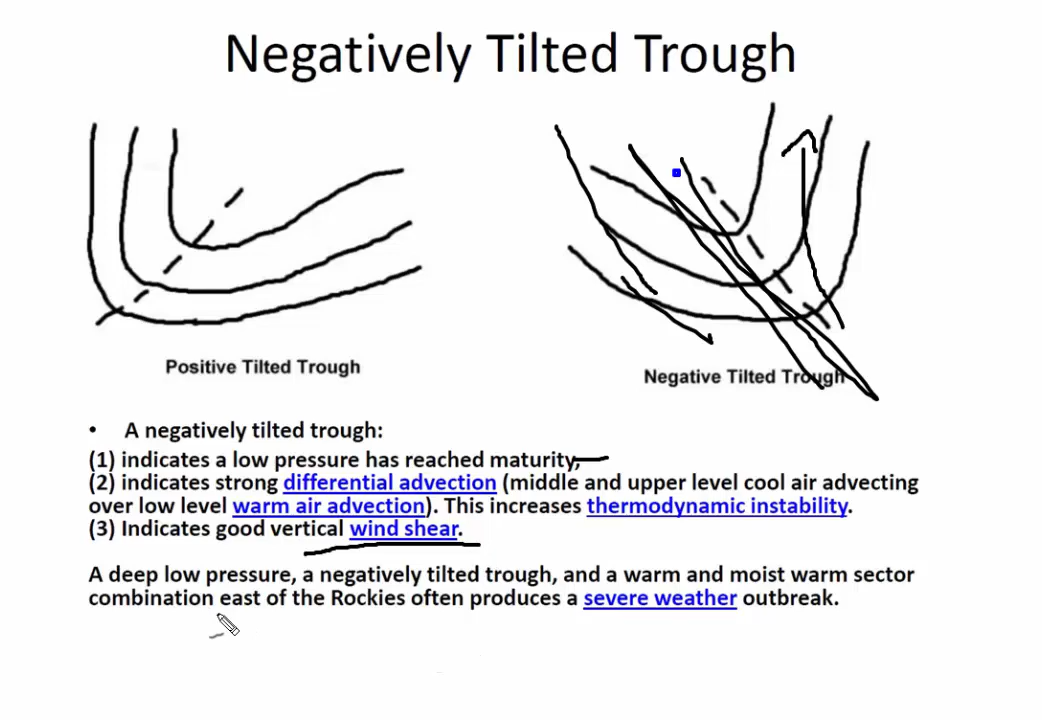 Negatively Tilted Trough
Positive Tilted Trough
Negative Tilted Trough
• A negatively tilted trough:
(1) indicates a low pressure has reached maturity,
(2) indicates strong differential advection (middle and upper level cool air advecting
over low level warm air advection). This increases thermodynamic instability.
(3) Indicates good vertical wind shear.
A deep low pressure, a negatively tilted trough, and a warm and moist warm sector
combination east of the Rockies often produces a severe weather outbreak.